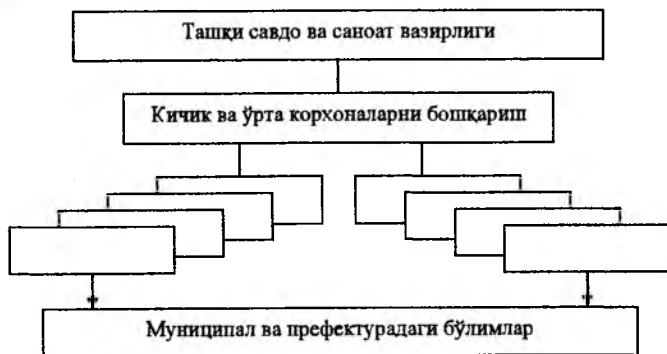 Ташқи савдо ва саноат вазирлиги
Кичик ва ўрта корхоналарни бошқариш
Муниципал ва префектурадаги бўлимлар